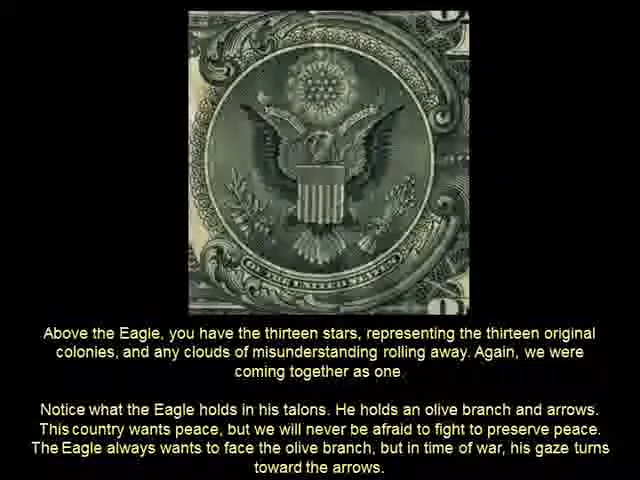 OF THE UNITED STATES
Above the Eagle, you have the thirteen stars, representing the thirteen original
colonies, and any clouds of misunderstanding rolling away. Again, we were
coming together as one
Notice what the Eagle holds in his talons. He holds an olive branch and arrows.
This country wants peace, but we will never be afraid to fight to preserve peace.
The Eagle always wants to face the olive branch, but in time of war, his gaze turns
toward the arrows.